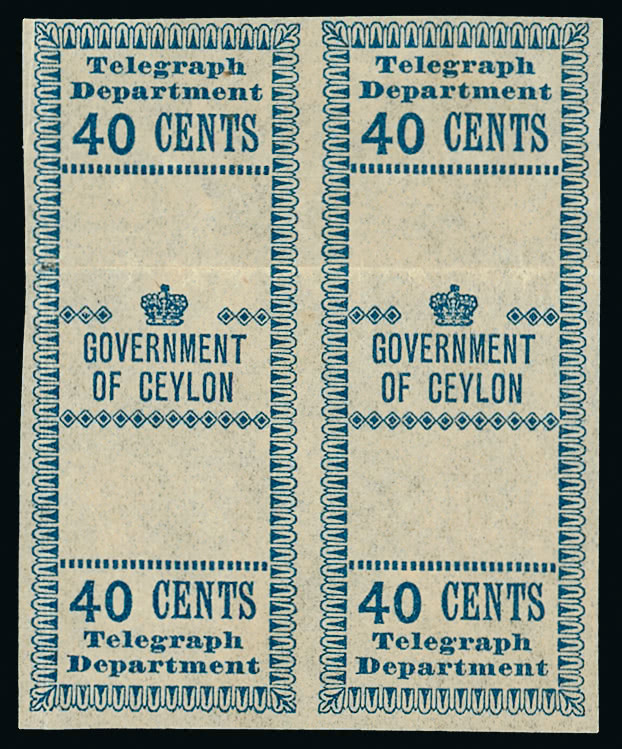 Telegraph
Department
40 CENTS
GOVERNMENT
OF CEYLON
40 CENTS
Telegraph
Department
Telegraph
Department
40 CENTS
GOVERNMENT
OF CEYLON
40 CENTS
Telegraph
Department